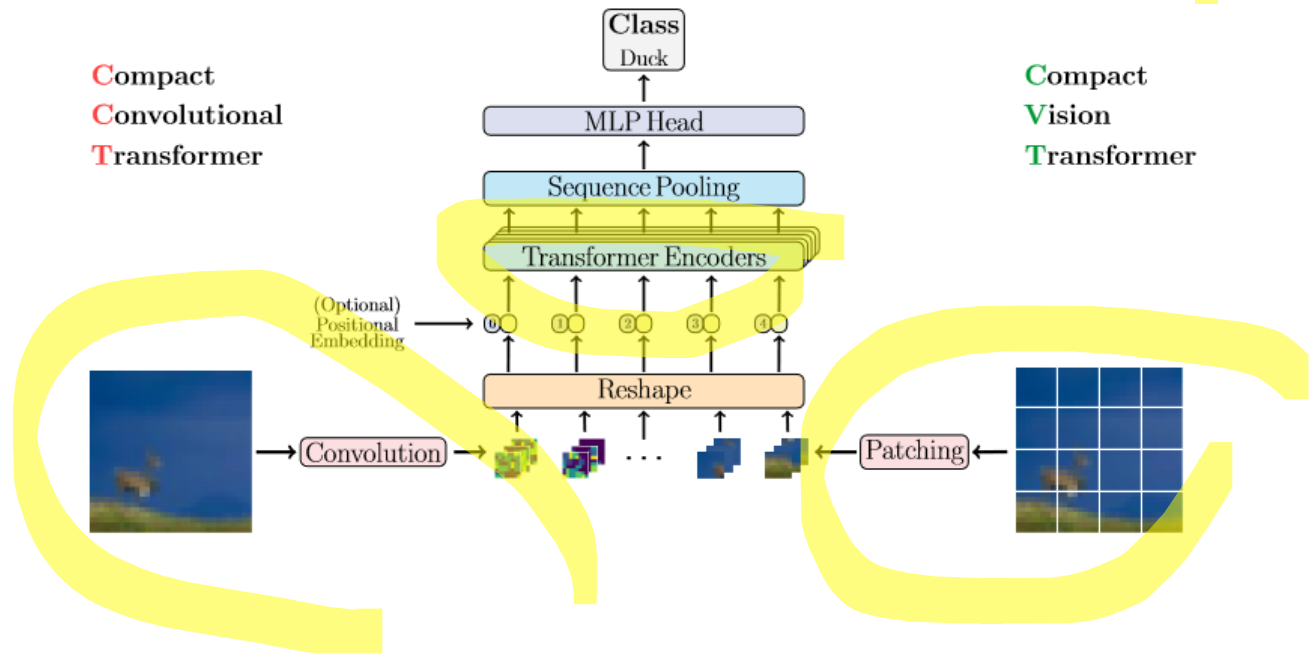 Class
Duck
Compact
Convolutional
Transformer
Compact
Vision
Transformer
MLP Head
Sequence Pooling
Transformer Encoders
(Optional)
Positional
Embedding
0 1 2 3 4
Reshape
Convolution
...
Patching